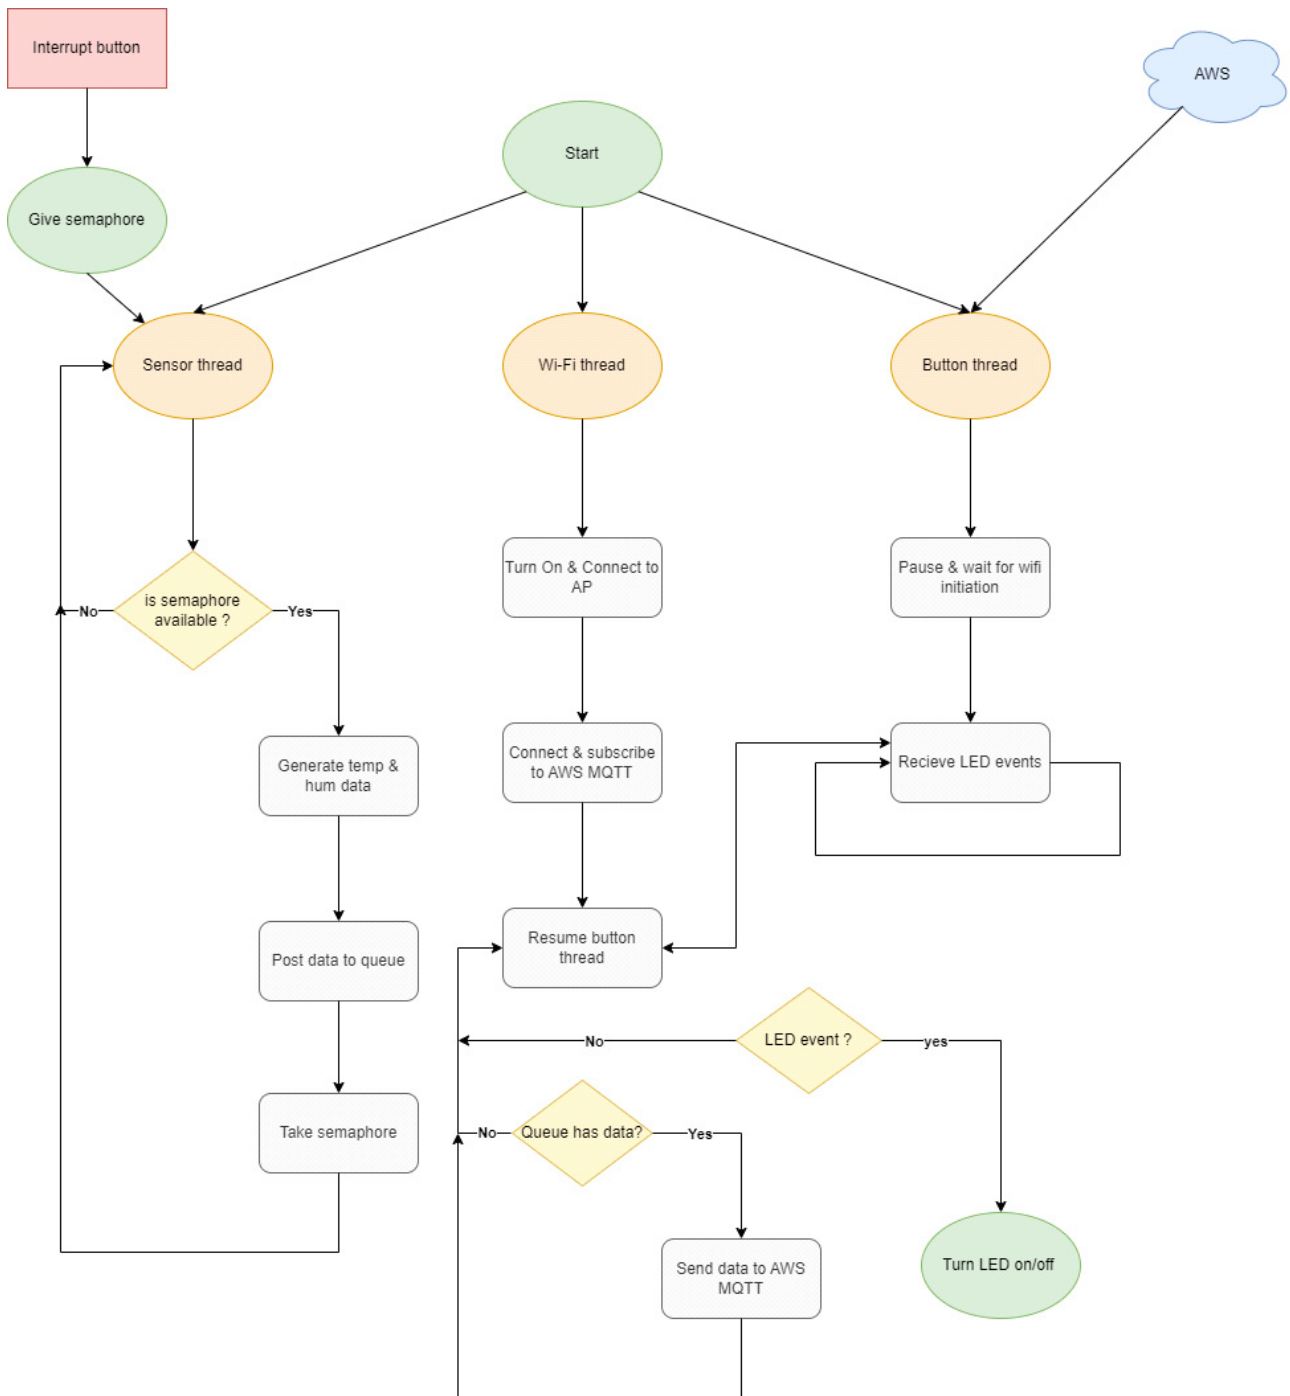 Interrupt button
AWS
Start
Give semaphore
Sensor thread
Wi-Fi thread
Button thread
Turn On & Connect to
AP
Pause & wait for wifi
initiation
is semaphore
available ?
No
Yes
Connect & subscribe
to AWS MQTT
Recieve LED events
Generate temp &
hum data
Resume button
thread
Post data to queue
LED event ?
No
yes
Take semaphore
Queue has data?
No
Yes
Send data to AWS
MQTT
Turn LED on/off